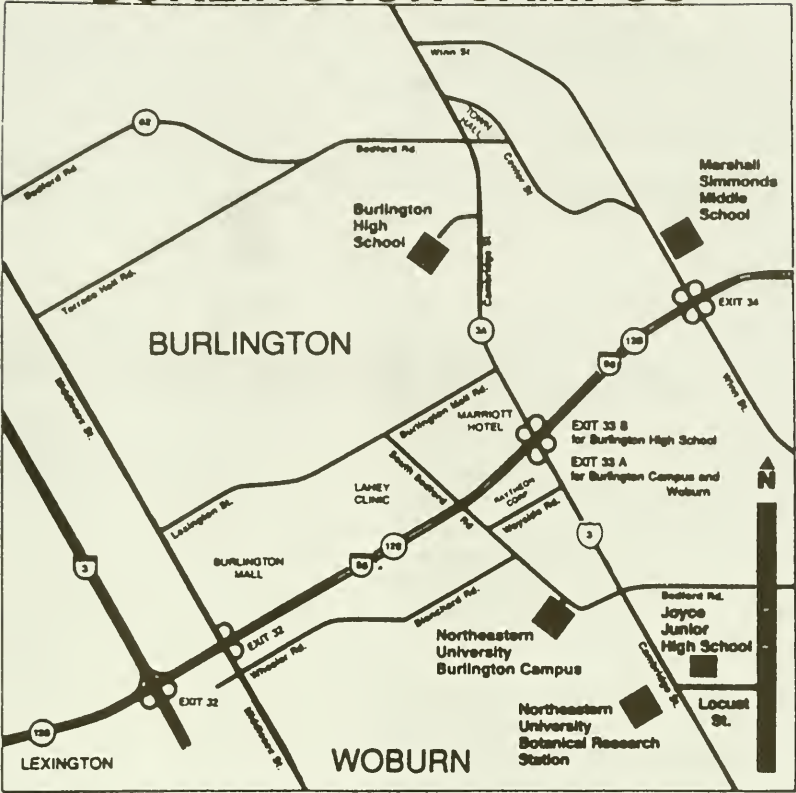 BURLINGTON CAMPUS
Winn St
TOWN
HALL
62
Bedford Rd.
Bedford Rd.
Center St
Marshall
Simmonds
Middle
School
Burlington
High
School
Cambridge St
Terrace Hall Rd.
EXIT 34
3A
128
BURLINGTON
Middlesex St.
Winn St.
Burlington Mall Rd.
MARRIOTT
HOTEL
EXIT 33 B
for Burlington High School
EXIT 33 A
for Burlington Campus and
Woburn
N
South Bedford
Rd
LAHEY
CLINIC
RAYTHEON
CORP
Wayside Rd.
Lexington St.
3
128
BURLINGTON
MALL
3
Blanchard Rd.
Bedford Rd.
Joyce
Junior
High School
Northeastern
University
Burlington Campus
EXIT 32
Wheeler Rd.
Cambridge St.
EXIT 32
Locust
St.
Northeastern
University
Botanical Research
Station
Middlesex St.
128
LEXINGTON
WOBURN